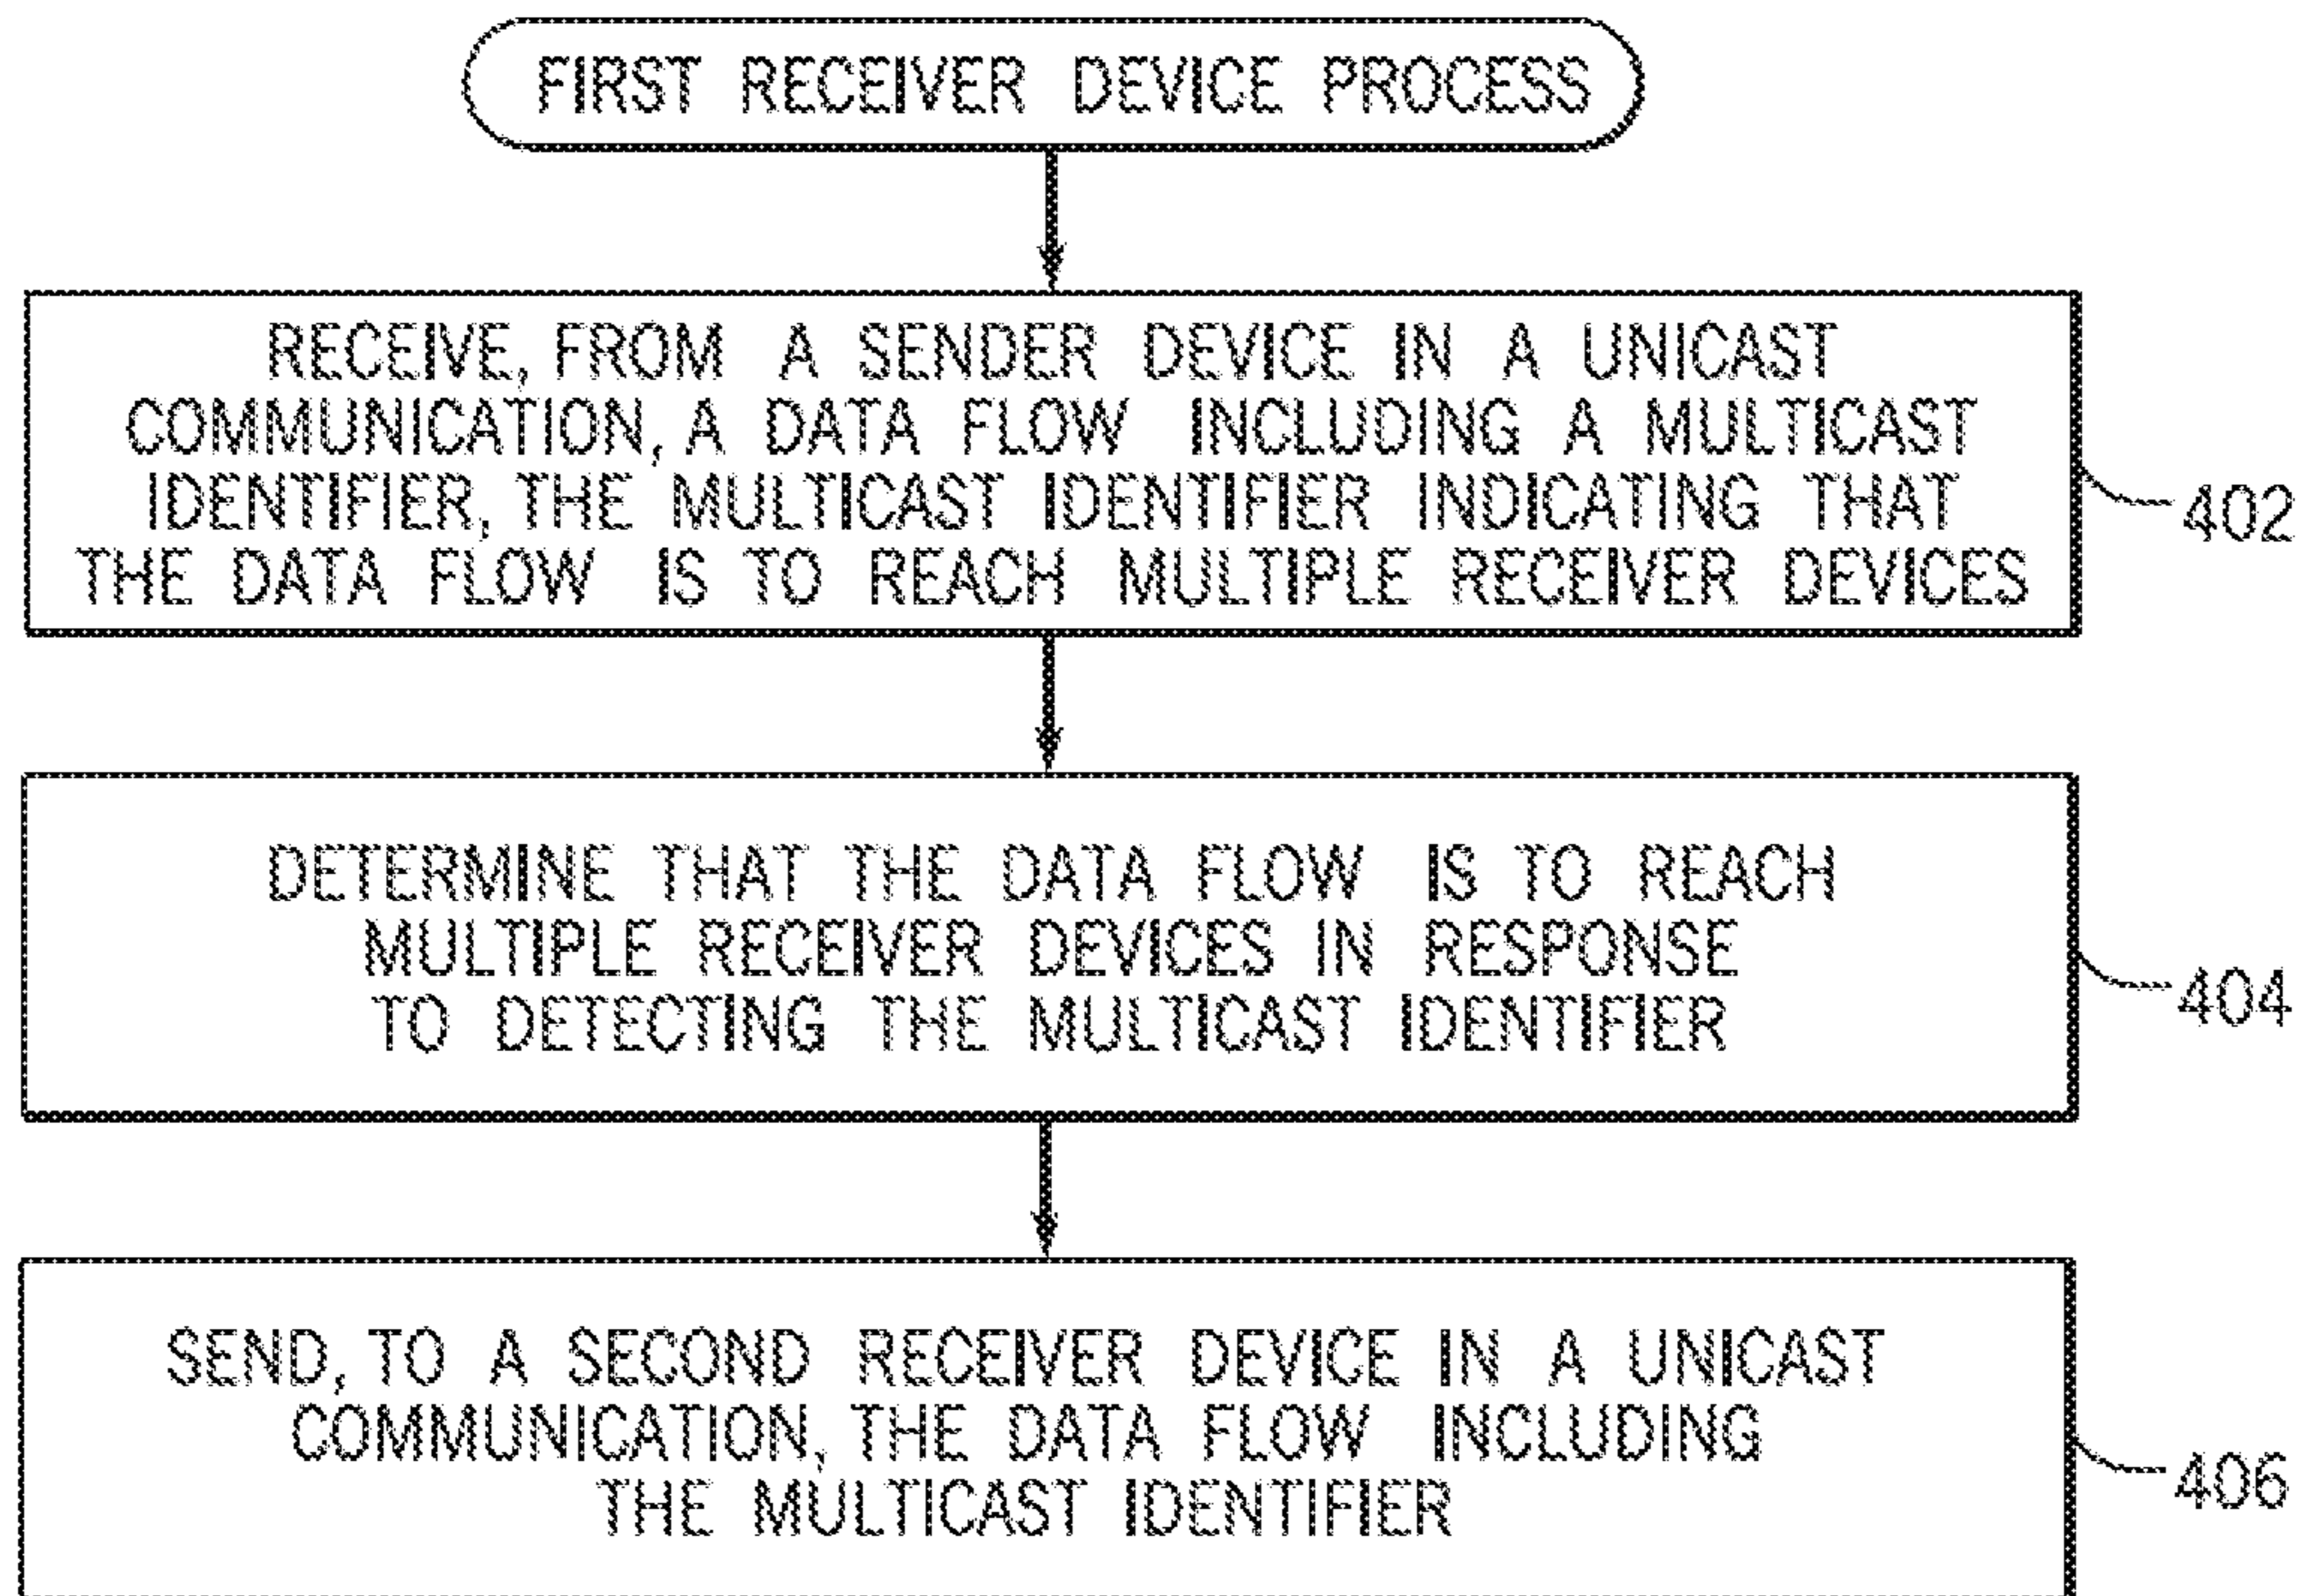 FIRST RECEIVER DEVICE PROCESS
RECEIVE, FROM A SENDER DEVICE IN A UNICAST
COMMUNICATION, A DATA FLOW INCLUDING A MULTICAST
IDENTIFIER, THE MULTICAST IDENTIFIER INDICATING THAT
THE DATA FLOW IS TO REACH MULTIPLE RECEIVER DEVICES
402
DETERMINE THAT THE DATA FLOW IS TO REACH
MULTIPLE RECEIVER DEVICES IN RESPONSE
TO DETECTING THE MULTICAST IDENTIFIER
404
SEND, TO A SECOND RECEIVER DEVICE IN A UNICAST
COMMUNICATION, THE DATA FLOW INCLUDING
THE MULTICAST IDENTIFIER
406